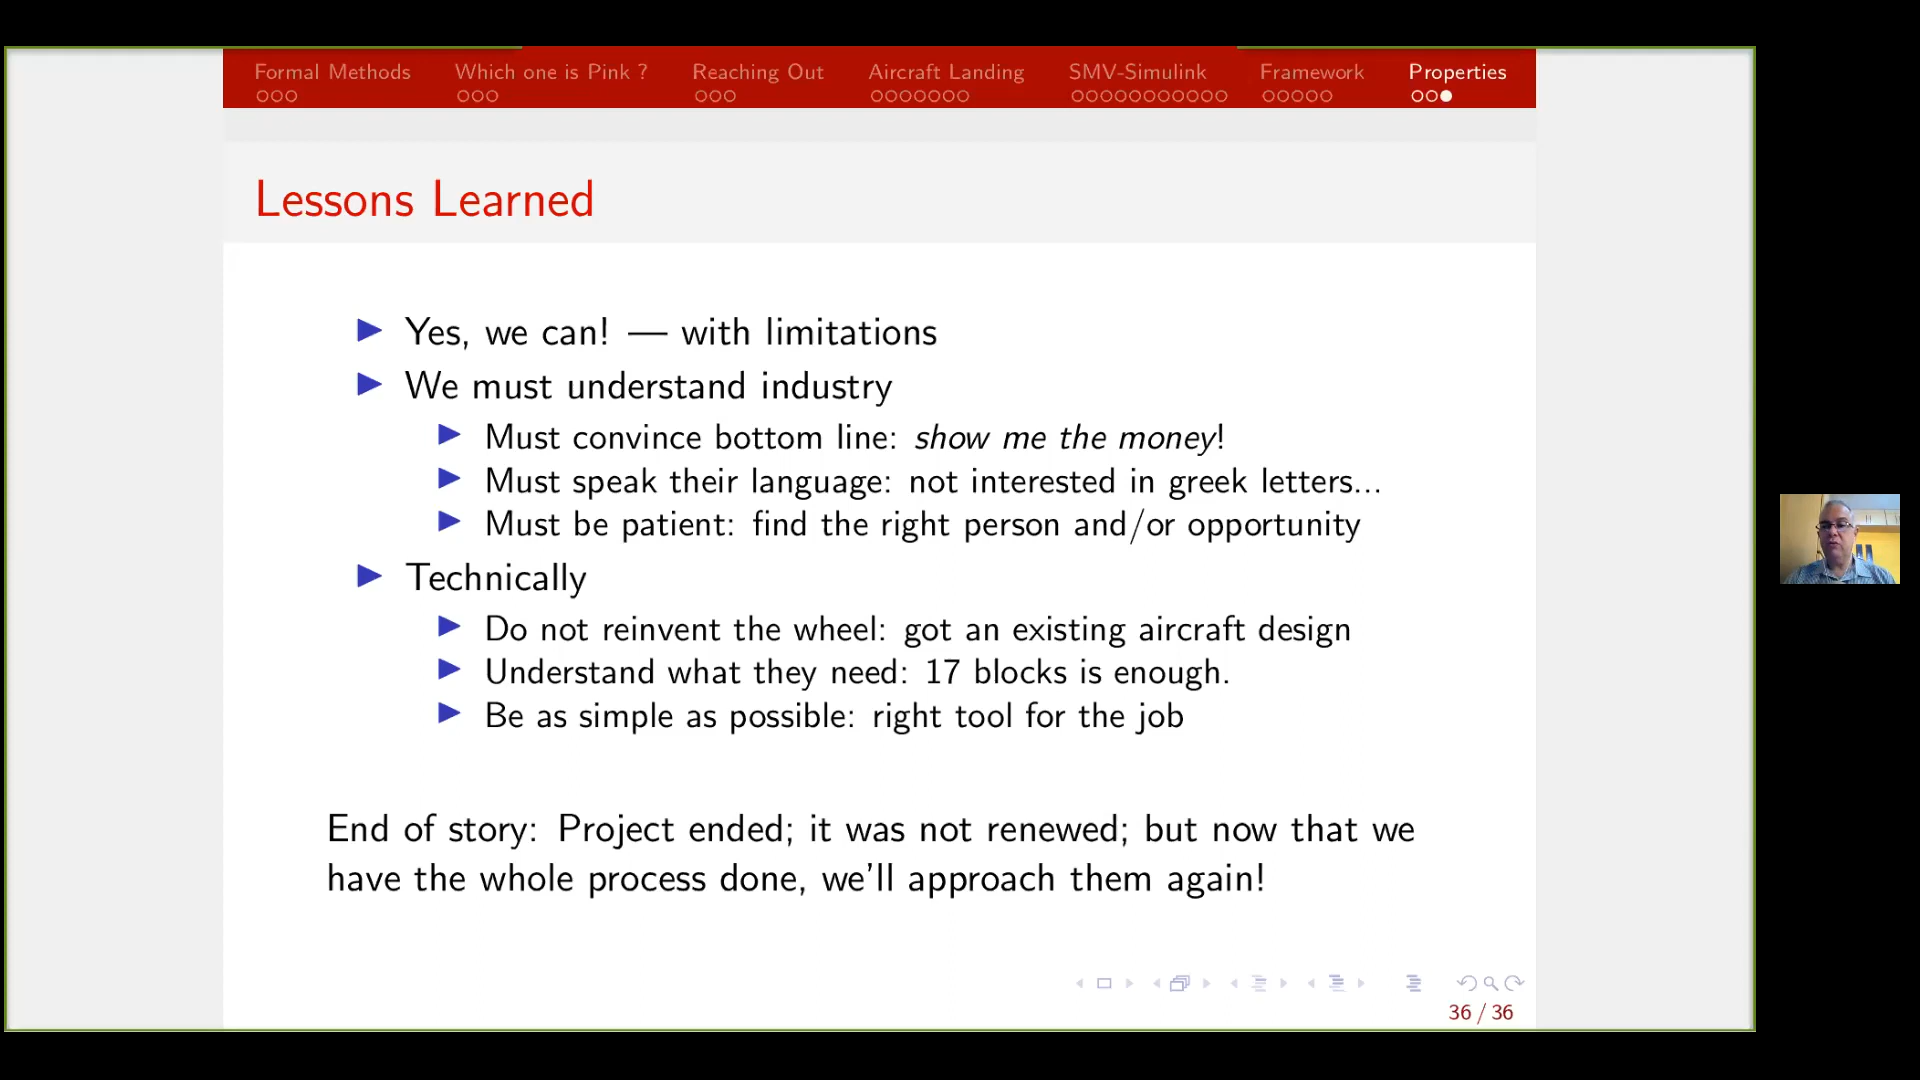 Formal Methods Which one is Pink ? Reaching Out Aircraft Landing SMV-Simulink Framework Properties
Lessons Learned
Yes, we can! — with limitations
We must understand industry
Must convince bottom line: show me the money!
Must speak their language: not interested in greek letters...
Must be patient: find the right person and/or opportunity
Technically
Do not reinvent the wheel: got an existing aircraft design
Understand what they need: 17 blocks is enough.
Be as simple as possible: right tool for the job
End of story: Project ended; it was not renewed; but now that we
have the whole process done, we'll approach them again!
36 / 36